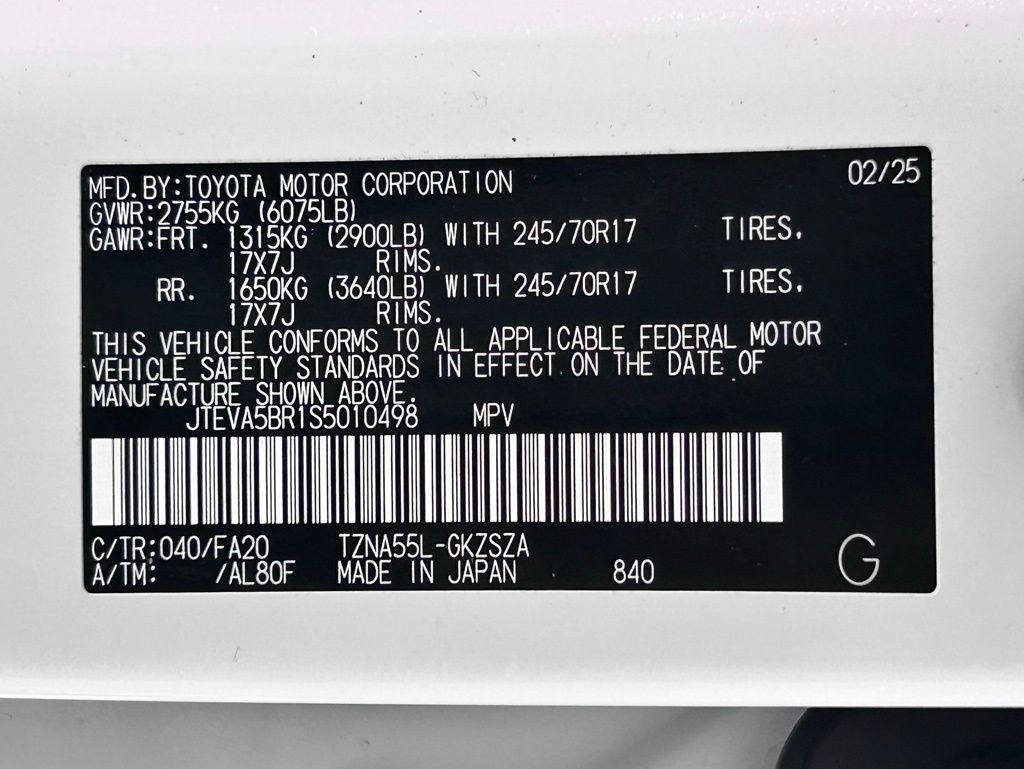 MFD.BY:TOYOTA MOTOR CORPORATION 02/25
GVWR:2755KG (6075LB)
GAWR:FRT. 1315KG (2900LB) WITH 245/70R17 TIRES.
17X7J RIMS.
RR. 1650KG (3640LB) WITH 245/70R17 TIRES.
17X7J RIMS.
THIS VEHICLE CONFORMS TO ALL APPLICABLE FEDERAL MOTOR
VEHICLE SAFETY STANDARDS IN EFFECT ON THE DATE OF
MANUFACTURE SHOWN ABOVE.
JTEVA5BR1S5010498 MPV
C/TR:040/FA20 TZNA55L-GKZSZA
A/TM: /AL80F MADE IN JAPAN 840 G